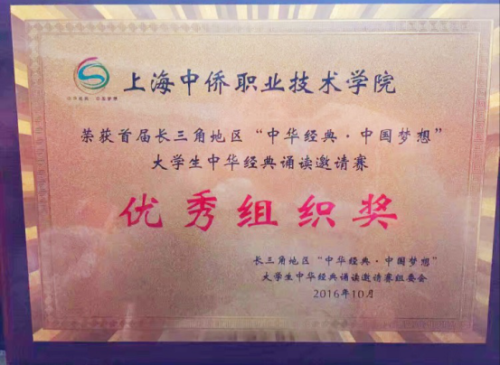 上海中侨职业技术学院
荣获首届长三角地区“中华经典·中国梦想”
大学生中华经典诵读邀请赛
优秀组织奖
长三角地区“中华经典·中国梦想”
大学生中华经典诵读邀请赛组委会
2016年10月